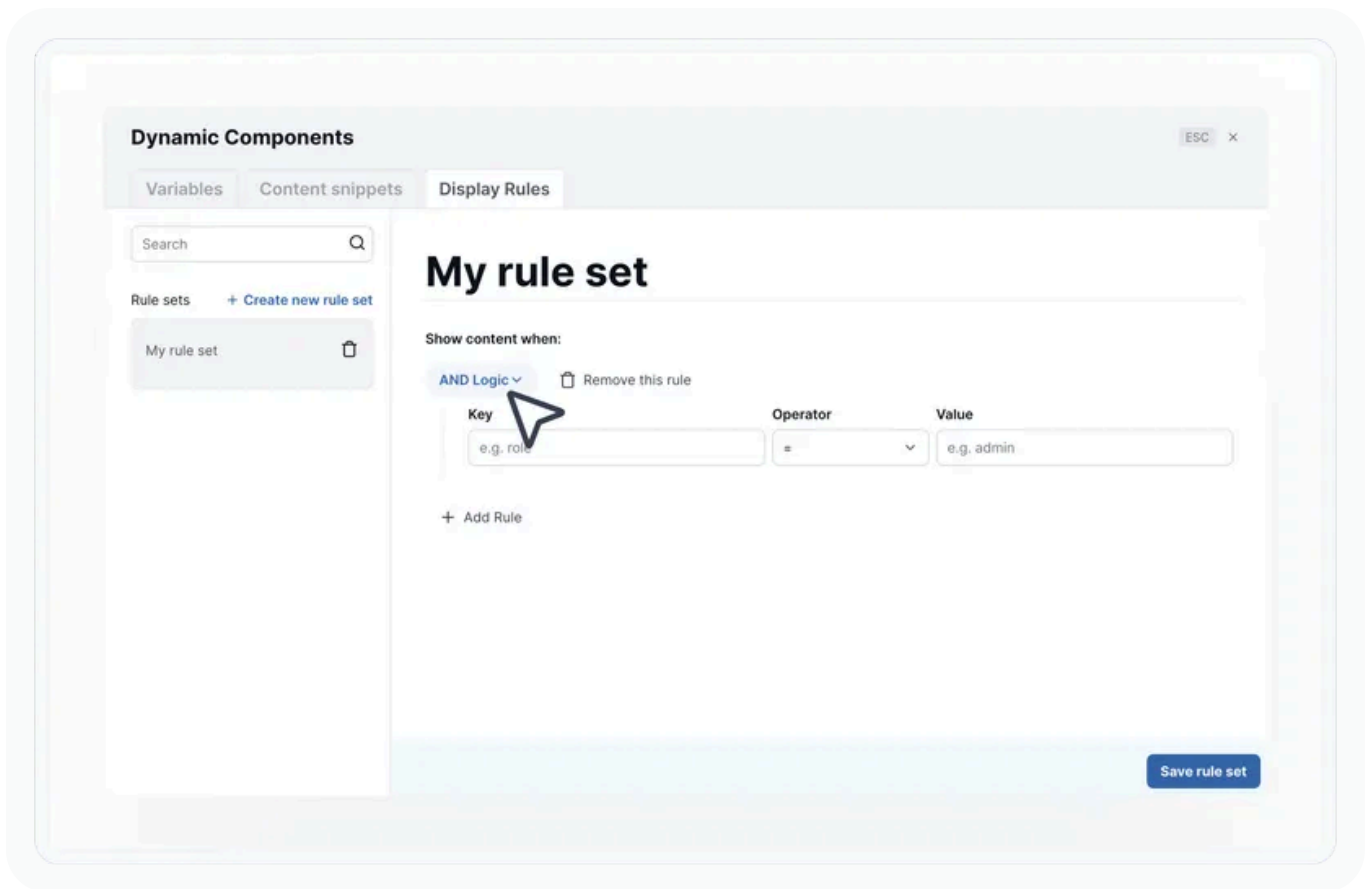 Dynamic Components
ESC ×
Variables
Content snippets
Display Rules
Search
Rule sets
+ Create new rule set
My rule set
My rule set
Show content when:
AND Logic
Remove this rule
Key
Operator
Value
e.g. role
=
e.g. admin
+ Add Rule
Save rule set